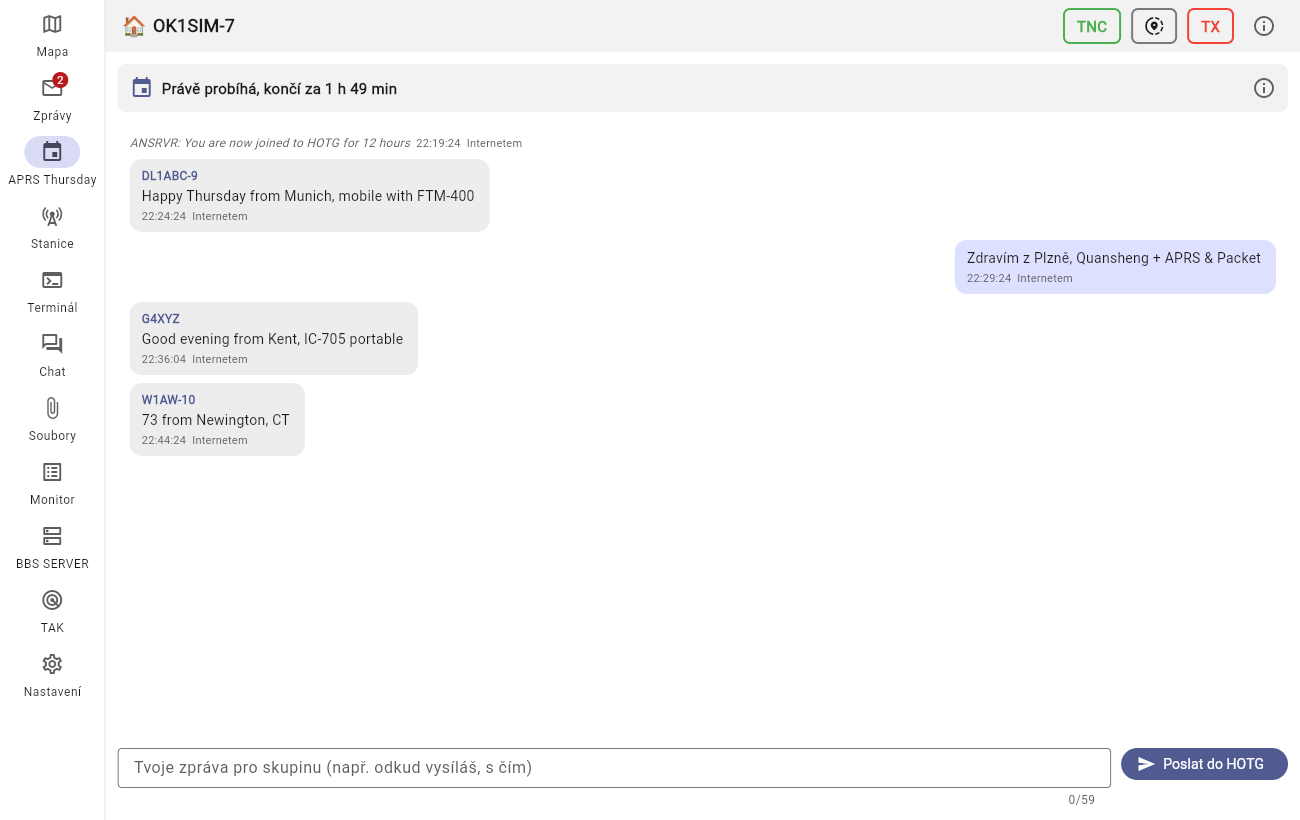 OK1SIM-7
TNC
TX
Mapa
2
Zprávy
APRS Thursday
Stanice
Terminál
Chat
Soubory
Monitor
BBS SERVER
TAK
Nastavení
Právě probíhá, končí za 1 h 49 min
ANSRVR: You are now joined to HOTG for 12 hours 22:19:24 Internetem
DL1ABC-9
Happy Thursday from Munich, mobile with FTM-400
22:24:24 Internetem
Zdravím z Plzně, Quansheng + APRS & Packet
22:29:24 Internetem
G4XYZ
Good evening from Kent, IC-705 portable
22:36:04 Internetem
W1AW-10
73 from Newington, CT
22:44:24 Internetem
Tvoje zpráva pro skupinu (např. odkud vysíláš, s čím)
Poslat do HOTG
0/59